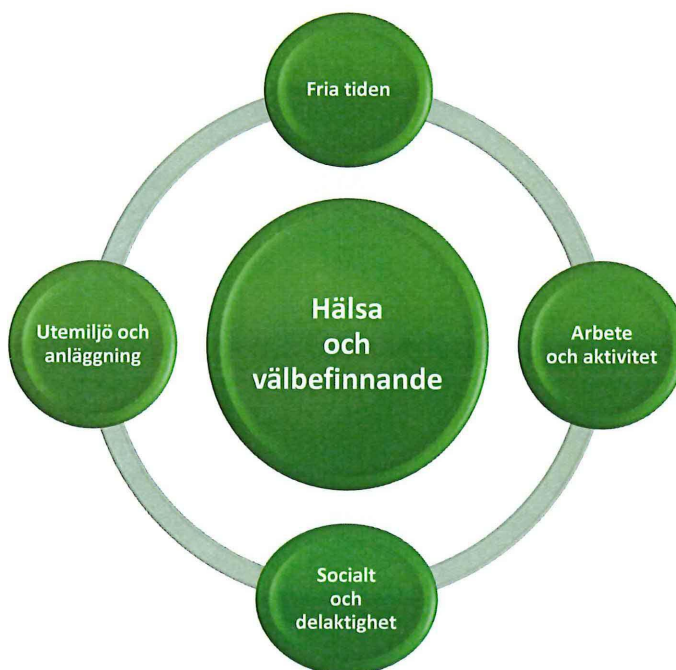 Fria tiden
Hälsa
och
välbefinnande
Utemiljö och
anläggning
Arbete
och aktivitet
Socialt
och
delaktighet